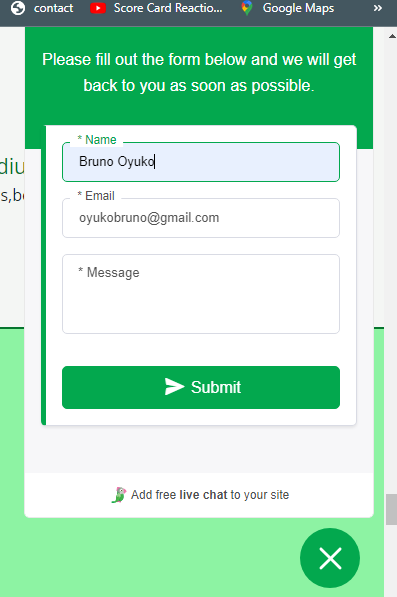 contact
Score Card Reactio...
Google Maps
»
Please fill out the form below and we will get
back to you as soon as possible.
* Name
Bruno Oyuko
* Email
oyukobruno@gmail.com
* Message
Submit
Add free live chat to your site